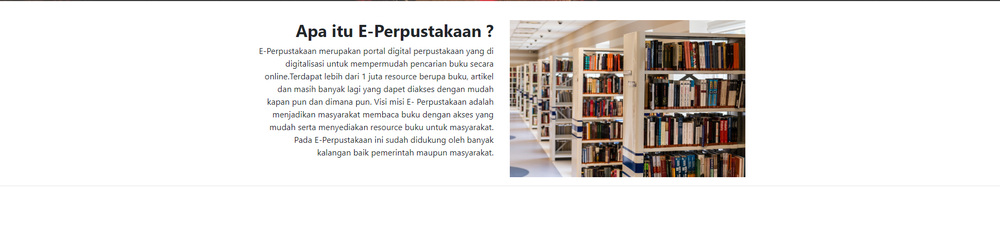 Apa itu E-Perpustakaan ?
E-Perpustakaan merupakan portal digital perpustakaan yang di
digitalisasi untuk mempermudah pencarian buku secara
online.Terdapat lebih dari 1 juta resource berupa buku, artikel
dan masih banyak lagi yang dapet diakses dengan mudah
kapan pun dan dimana pun. Visi misi E- Perpustakaan adalah
menjadikan masyarakat membaca buku dengan akses yang
mudah serta menyediakan resource buku untuk masyarakat.
Pada E-Perpustakaan ini sudah didukung oleh banyak
kalangan baik pemerintah maupun masyarakat.